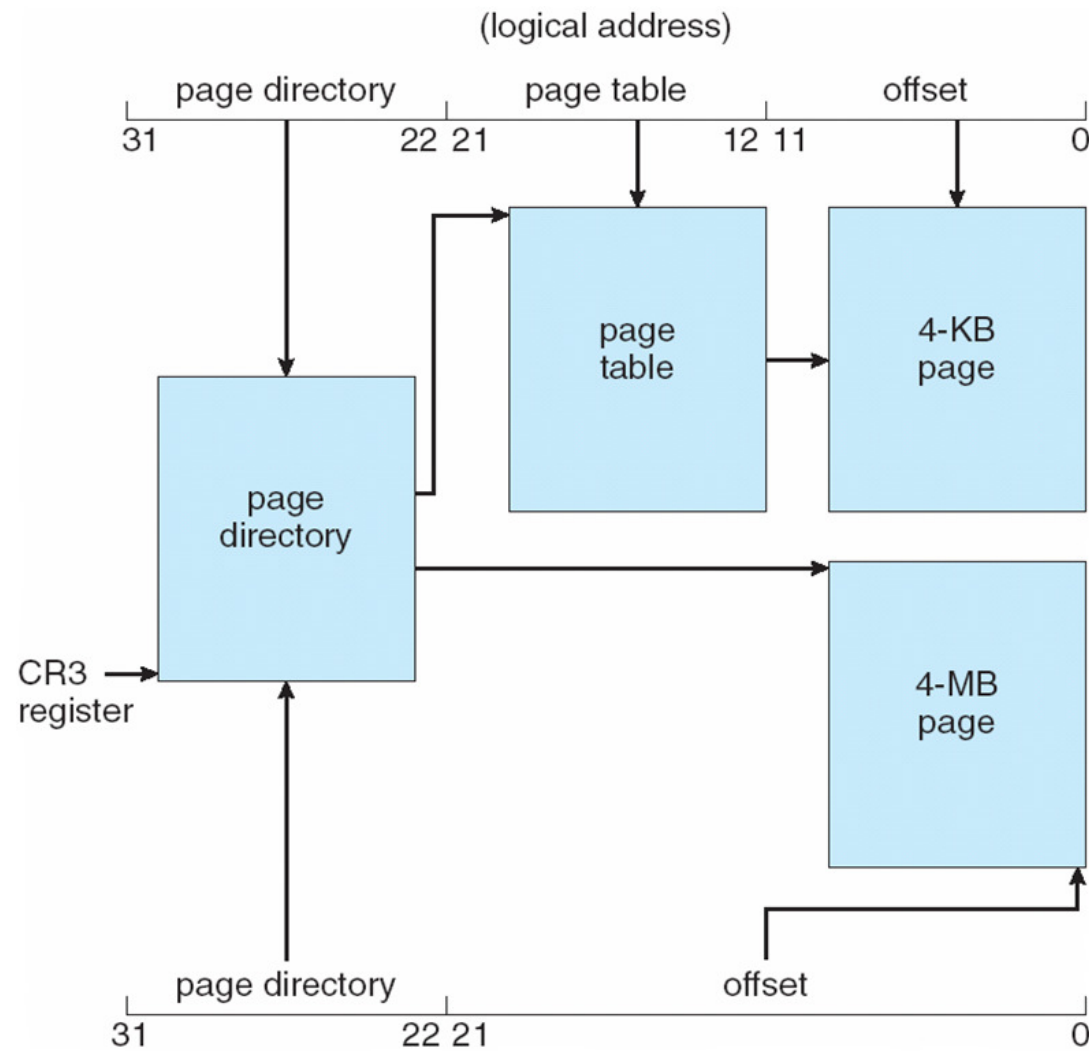 (logical address)
page directory page table offset
31 22 21 12 11 0
page
table
4-KB
page
page
directory
CR3
register
4-MB
page
page directory offset
31 22 21 0